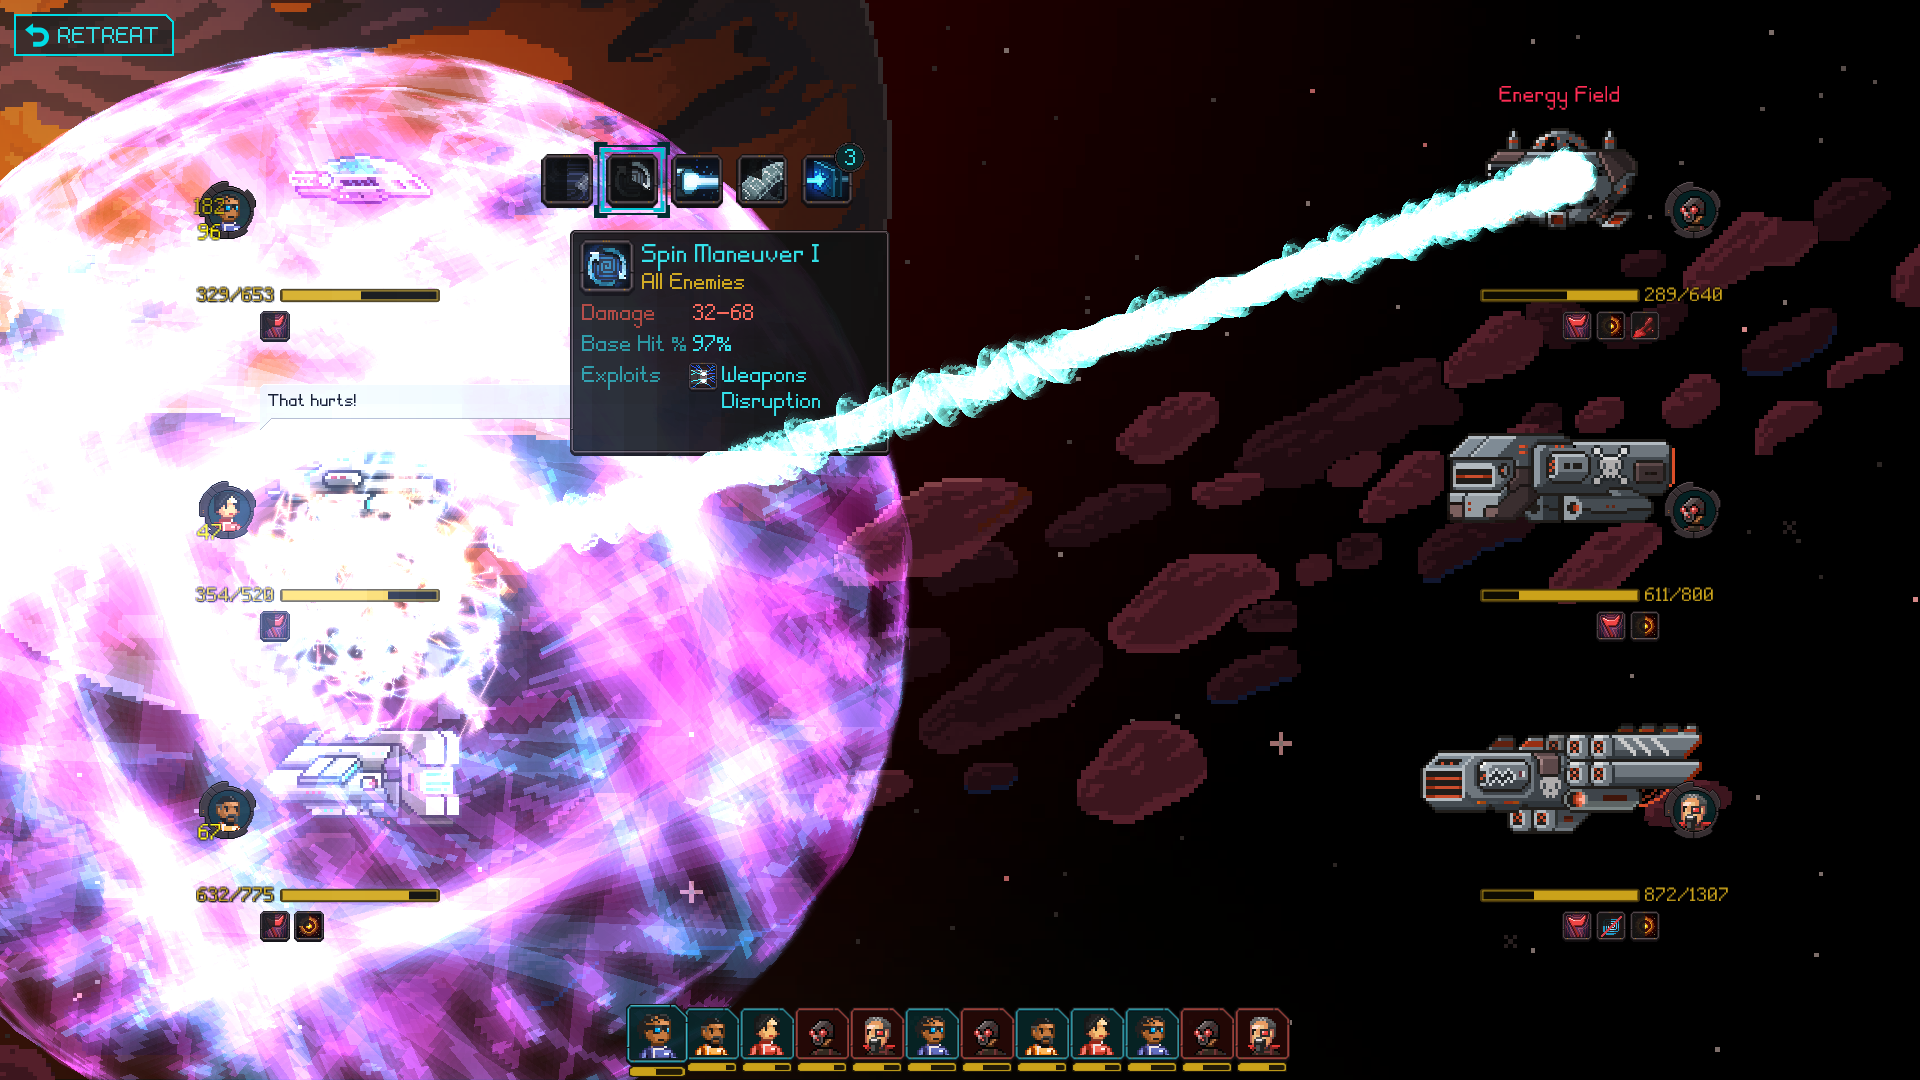 RETREAT
Energy Field
3
182
96
Spin Maneuver I
All Enemies
Damage 32-68
Base Hit % 97%
Exploits Weapons
Disruption
329/653
289/640
That hurts!
47
354/520
611/800
67
632/775
872/1307